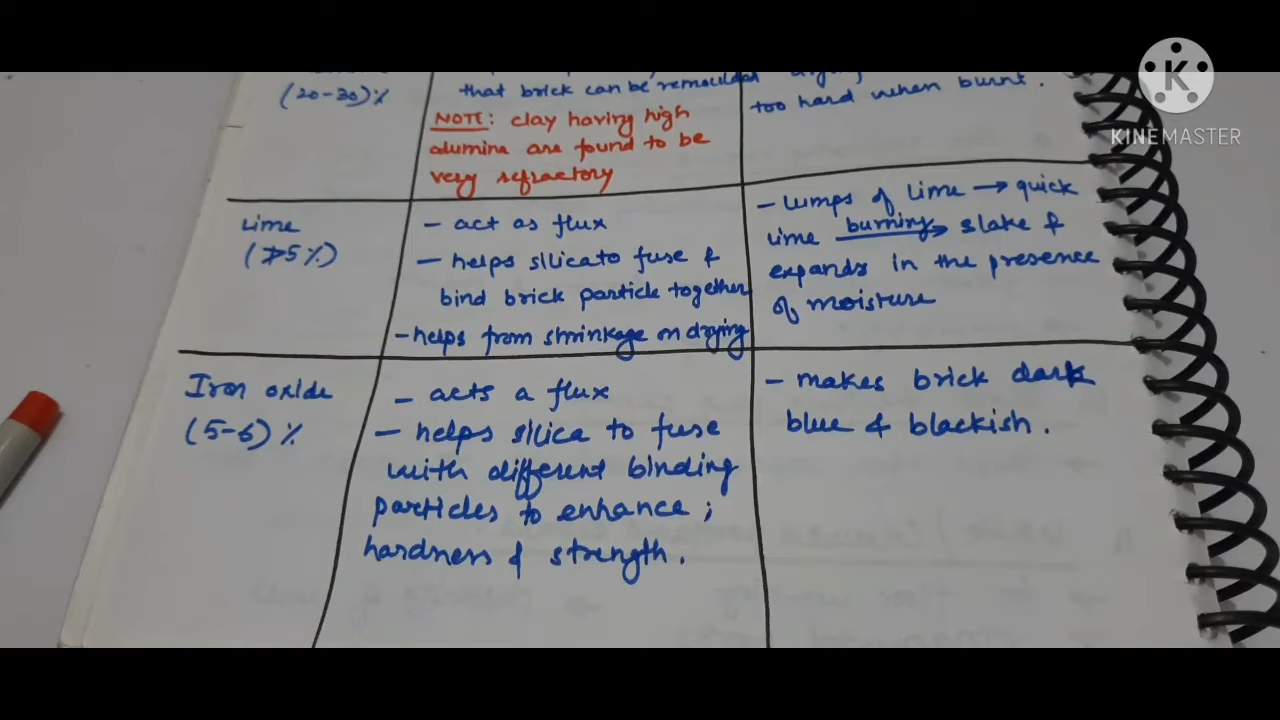 (20-30)%
that brick can be remoulded
too hard when burnt.
NOTE: clay having high
alumina are found to be
very refractory
Lime
(≯5%)
- act as flux
- helps silica to fuse &
bind brick particle together
- helps from shrinkage on drying
- lumps of lime → quick
lime burning → slake &
expands in the presence
of moisture
Iron oxide
(5-6)%
- acts a flux
- helps silica to fuse
with different binding
particles to enhance;
hardness & strength.
- makes brick dark
blue & blackish.
K
KINEMASTER